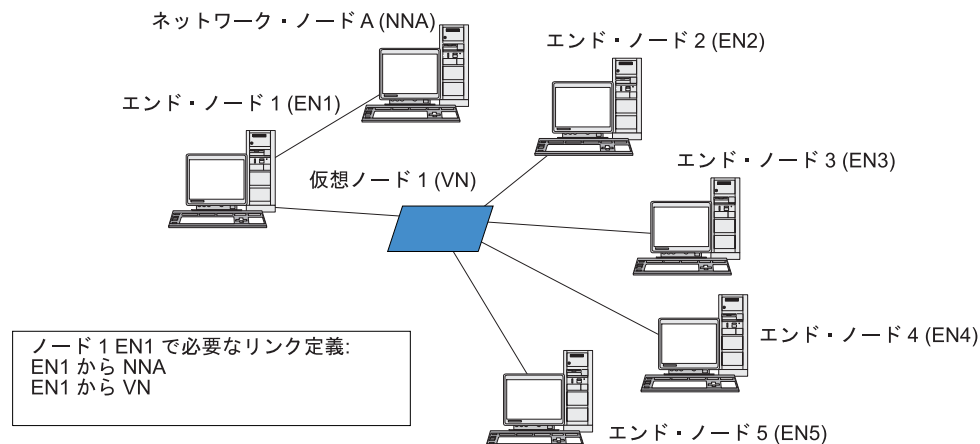 ネットワーク・ノード A (NNA)
エンド・ノード 2 (EN2)
エンド・ノード 1 (EN1)
エンド・ノード 3 (EN3)
仮想ノード 1 (VN)
エンド・ノード 4 (EN4)
ノード 1 EN1 で必要なリンク定義:
EN1 から NNA
EN1 から VN
エンド・ノード 5 (EN5)